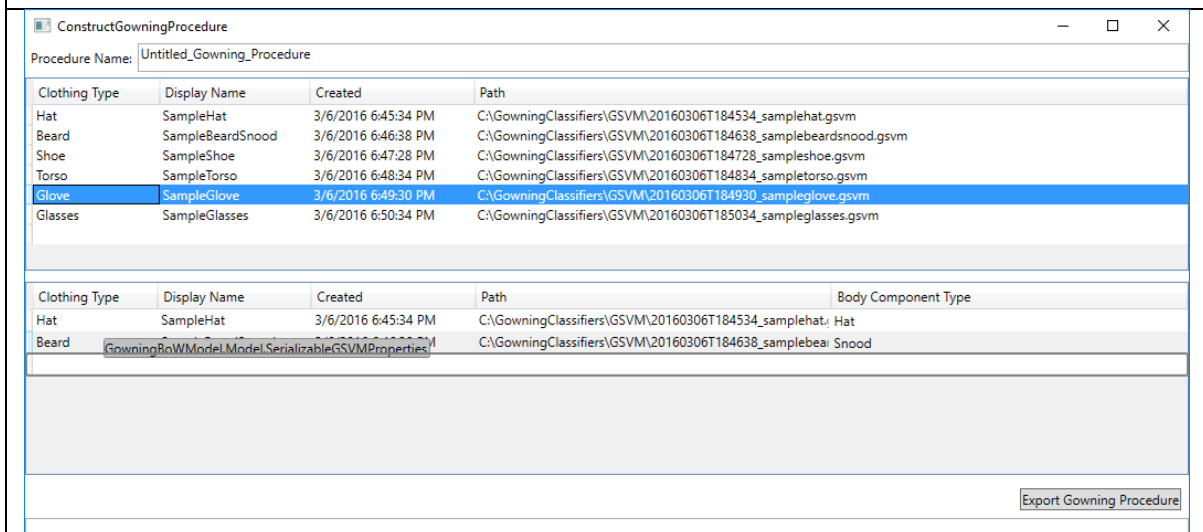 ConstructGowningProcedure
Procedure Name: Untitled_Gowning_Procedure
Clothing Type Display Name Created Path
Hat SampleHat 3/6/2016 6:45:34 PM C:\GowningClassifiers\GSVM\20160306T184534_samplehat.gsvm
Beard SampleBeardSnood 3/6/2016 6:46:38 PM C:\GowningClassifiers\GSVM\20160306T184638_samplebeardsnood.gsvm
Shoe SampleShoe 3/6/2016 6:47:28 PM C:\GowningClassifiers\GSVM\20160306T184728_sampleshoe.gsvm
Torso SampleTorso 3/6/2016 6:48:34 PM C:\GowningClassifiers\GSVM\20160306T184834_sampletorso.gsvm
Glove SampleGlove 3/6/2016 6:49:30 PM C:\GowningClassifiers\GSVM\20160306T184930_sampleglove.gsvm
Glasses SampleGlasses 3/6/2016 6:50:34 PM C:\GowningClassifiers\GSVM\20160306T185034_sampleglasses.gsvm
Clothing Type Display Name Created Path Body Component Type
Hat SampleHat 3/6/2016 6:45:34 PM C:\GowningClassifiers\GSVM\20160306T184534_samplehat. Hat
Beard C:\GowningClassifiers\GSVM\20160306T184638_samplebear Snood
GowningBoWModel.Model.SerializableGSVMProperties
Export Gowning Procedure